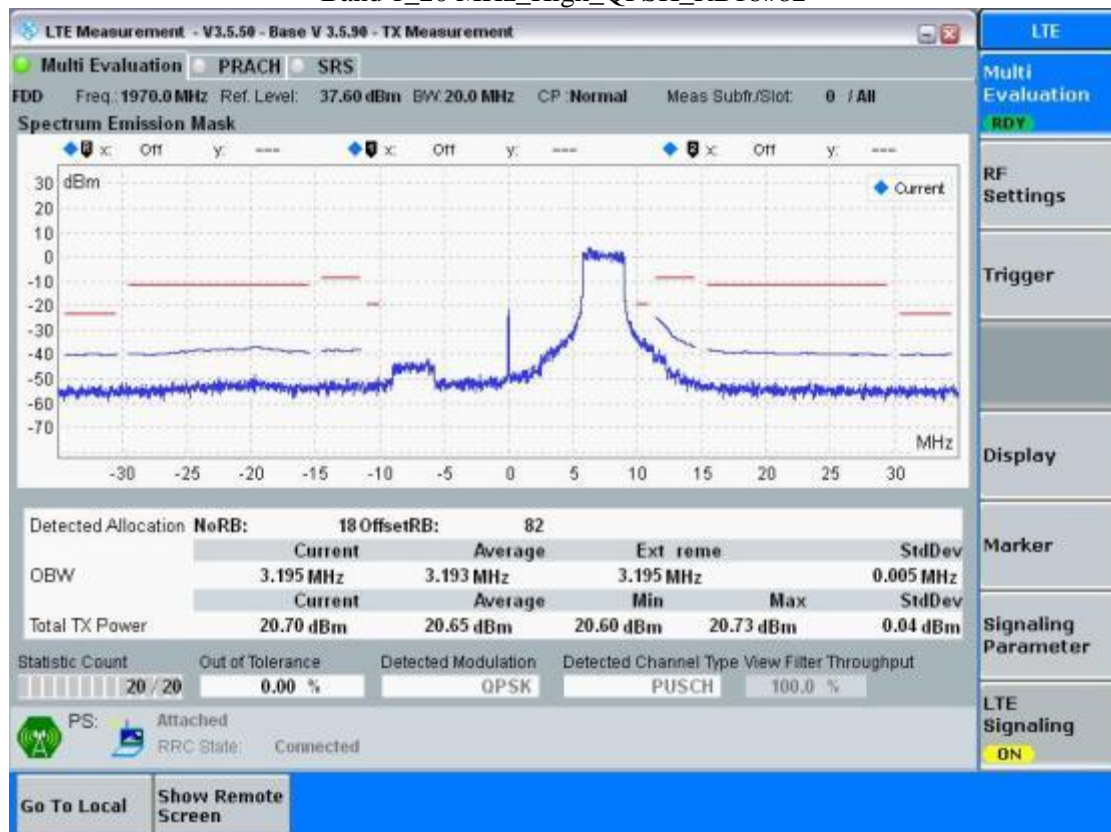 LTE Measurement - V3.5.50 - Base V 3.5.90 - TX Measurement
LTE
Multi Evaluation PRACH SRS
Multi Evaluation
RDY
FDD Freq.: 1970.0 MHz Ref. Level: 37.60 dBm BW: 20.0 MHz CP :Normal Meas Subfr./Slot: 0 / All
Spectrum Emission Mask
x: Off y: --- x: Off y: --- x: Off y: ---
dBm
Current
30
20
10
0
-10
-20
-30
-40
-50
-60
-70
MHz
-30 -25 -20 -15 -10 -5 0 5 10 15 20 25 30
RF Settings
Trigger
Display
Marker
Signaling Parameter
LTE Signaling
ON
Detected Allocation NoRB: 18 OffsetRB: 82
Current Average Ext reme StdDev
OBW 3.195 MHz 3.193 MHz 3.195 MHz 0.005 MHz
Current Average Min Max StdDev
Total TX Power 20.70 dBm 20.65 dBm 20.60 dBm 20.73 dBm 0.04 dBm
Statistic Count Out of Tolerance Detected Modulation Detected Channel Type View Filter Throughput
20 / 20 0.00 % QPSK PUSCH 100.0 %
PS: Attached
RRC State: Connected
Go To Local
Show Remote Screen